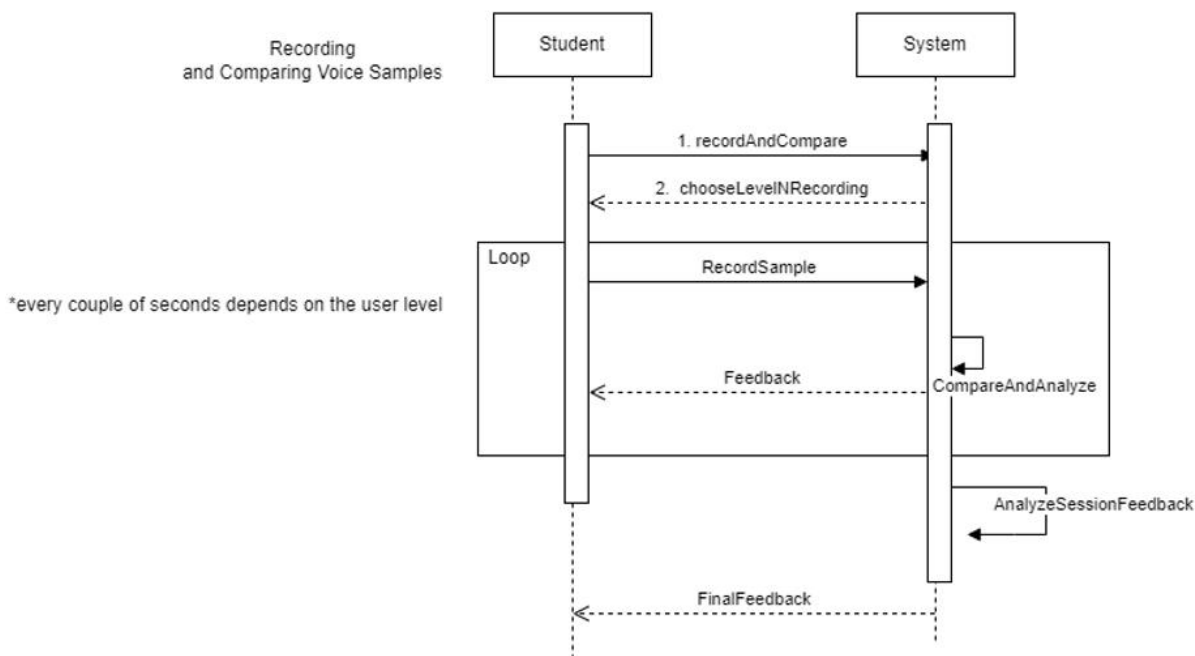 Recording
and Comparing Voice Samples
Student
System
1. recordAndCompare
2. chooseLevelNRecording
Loop
RecordSample
*every couple of seconds depends on the user level
Feedback
CompareAndAnalyze
AnalyzeSessionFeedback
FinalFeedback